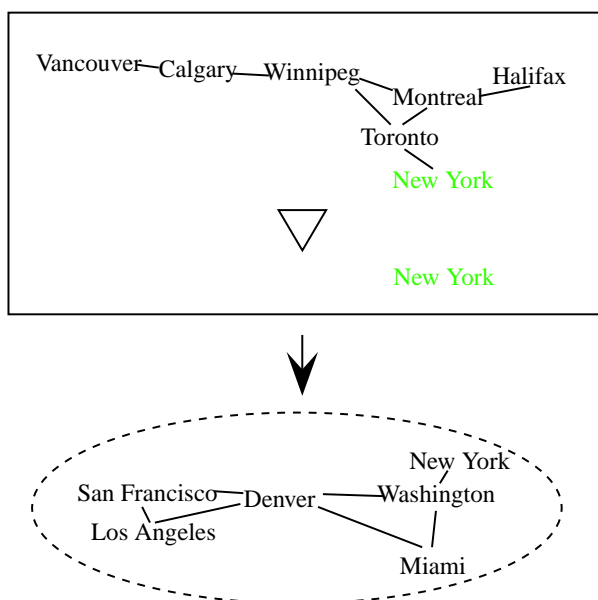 Vancouver Calgary Winnipeg Halifax
Montreal
Toronto
New York
New York
New York
San Francisco Denver Washington
Los Angeles
Miami